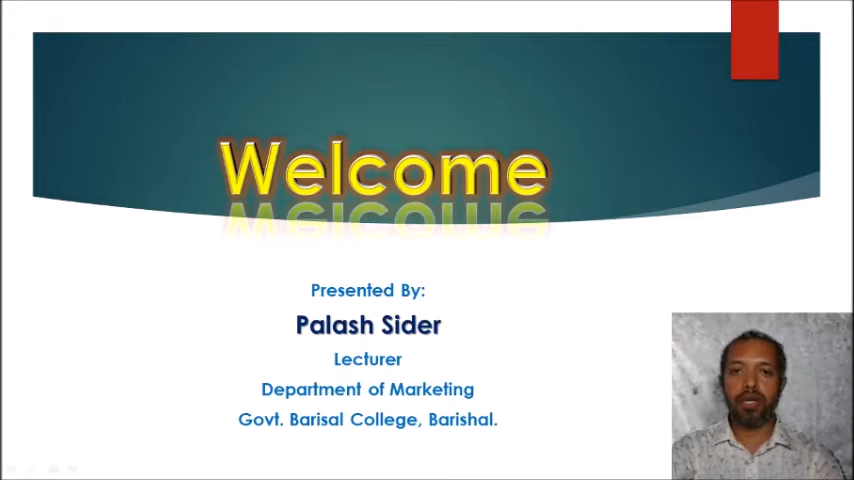 Welcome
Presented By:
Palash Sider
Lecturer
Department of Marketing
Govt. Barisal College, Barishal.